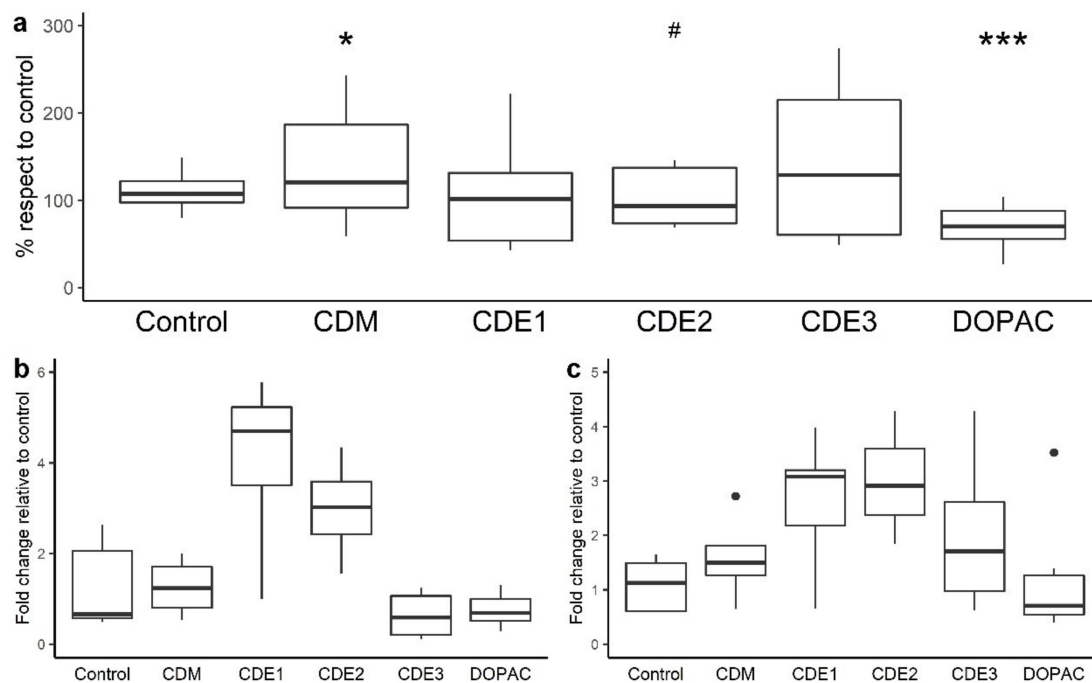 a
% respect to control
300
200
100
0
*
#
***
Control CDM CDE1 CDE2 CDE3 DOPAC
b
Fold change relative to control
6
4
2
0
Control CDM CDE1 CDE2 CDE3 DOPAC
c
Fold change relative to control
5
4
3
2
1
0
Control CDM CDE1 CDE2 CDE3 DOPAC